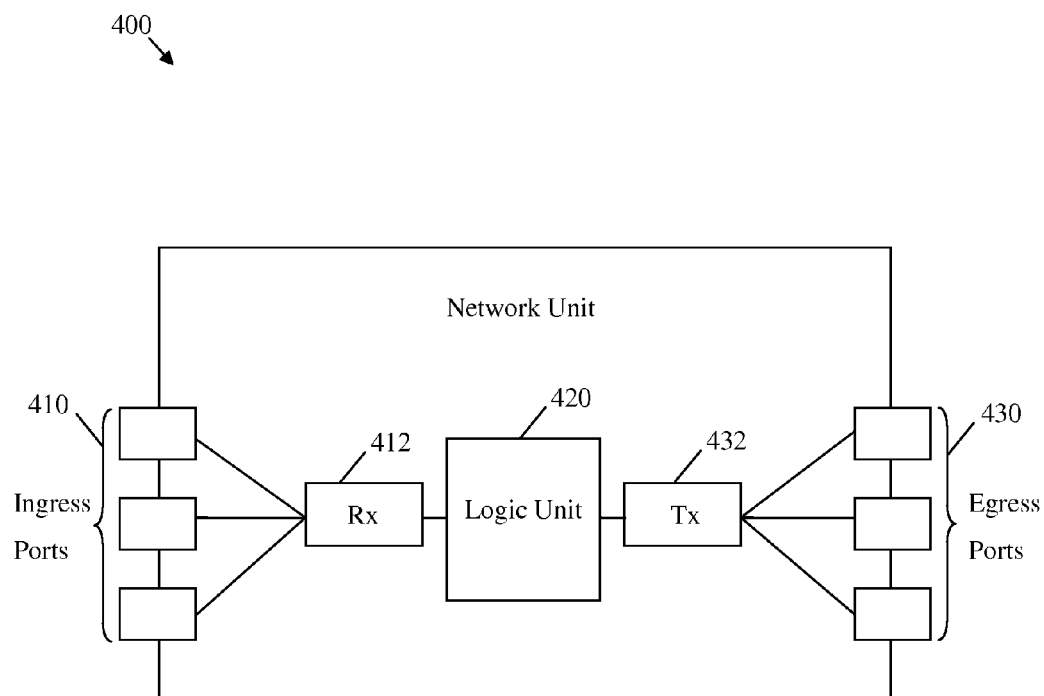 400
Network Unit
410
420
430
412
432
Ingress
Ports
Rx
Logic Unit
Tx
Egress
Ports